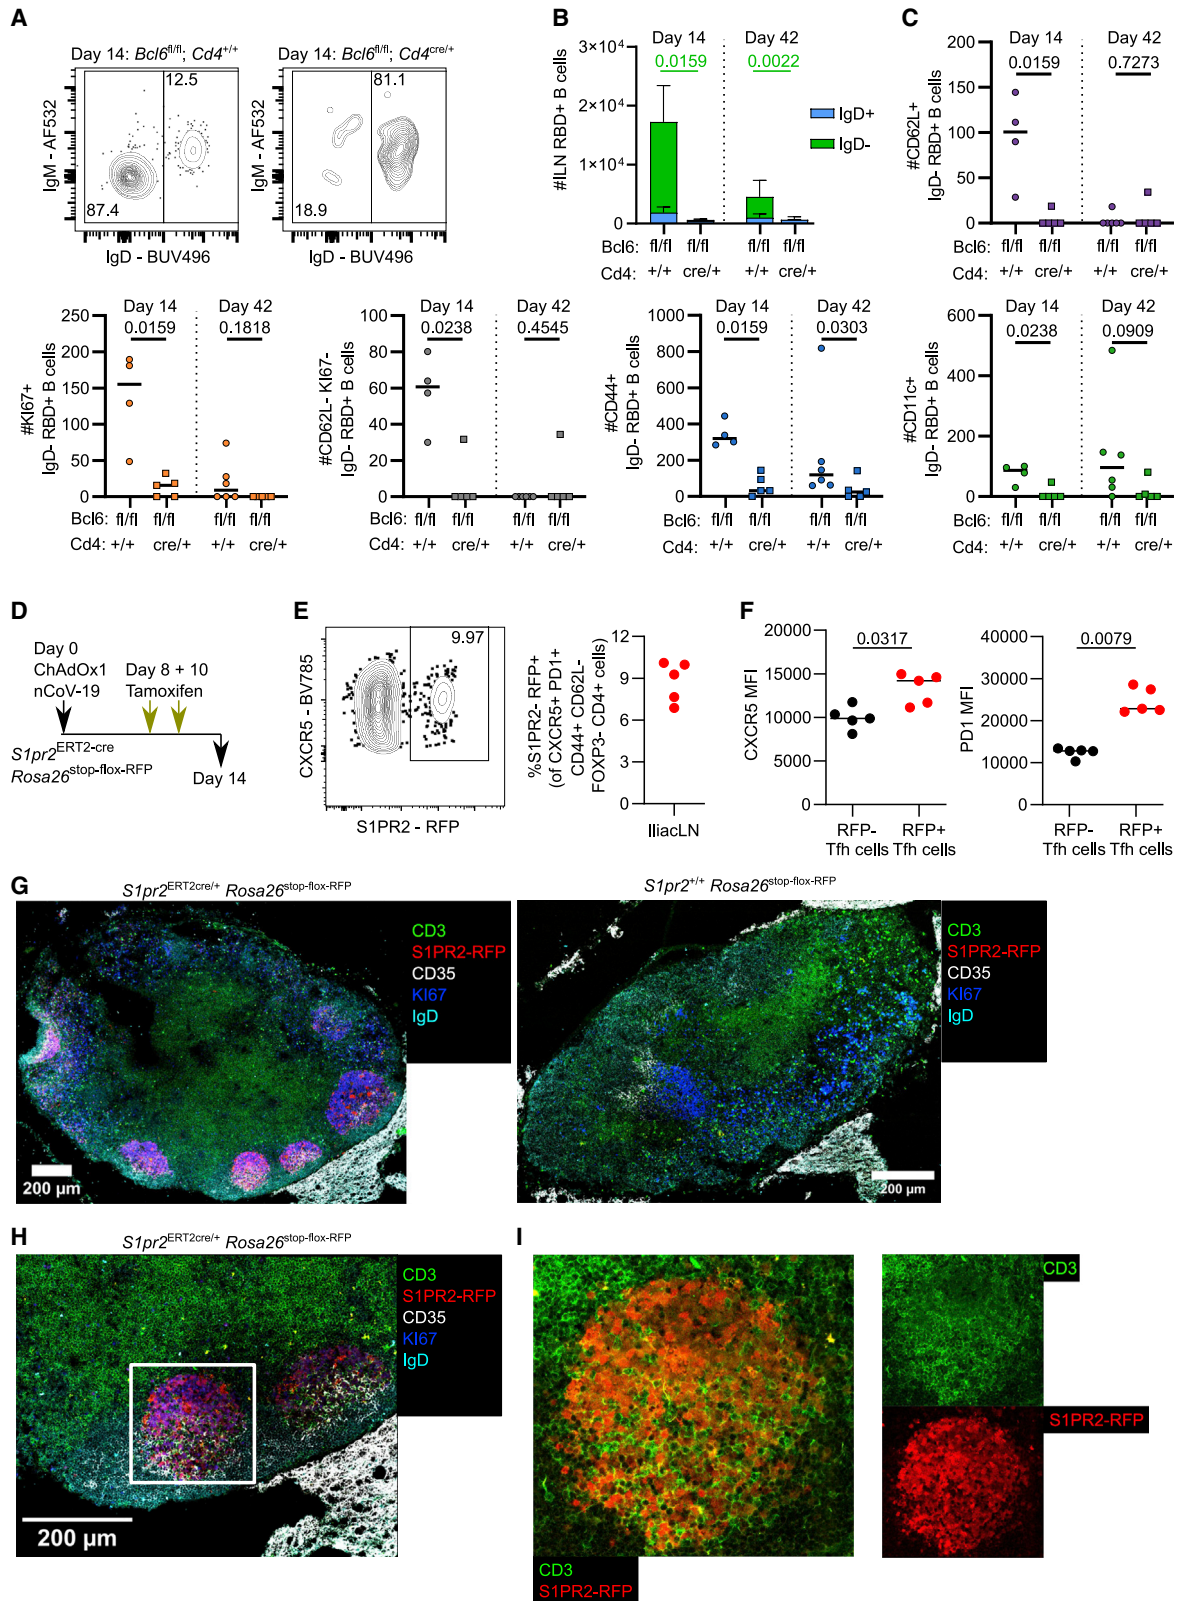 A
Day 14: Bcl6fl/fl; Cd4+/+
Day 14: Bcl6fl/fl; Cd4cre/+
12.5
81.1
87.4
18.9
IgM - AF532
IgM - AF532
IgD - BUV496
IgD - BUV496
B
#ILN RBD+ B cells
3×10⁴
2×10⁴
1×10⁴
0
Day 14
Day 42
0.0159
0.0022
IgD+
IgD-
Bcl6: fl/fl fl/fl fl/fl fl/fl
Cd4: +/+ cre/+ +/+ cre/+
C
#CD62L+
IgD- RBD+ B cells
200
150
100
50
0
Day 14
Day 42
0.0159
0.7273
Bcl6: fl/fl fl/fl fl/fl fl/fl
Cd4: +/+ cre/+ +/+ cre/+
#KI67+
IgD- RBD+ B cells
250
200
150
100
50
0
Day 14
Day 42
0.0159
0.1818
Bcl6: fl/fl fl/fl fl/fl fl/fl
Cd4: +/+ cre/+ +/+ cre/+
#CD62L- KI67-
IgD- RBD+ B cells
100
80
60
40
20
0
Day 14
Day 42
0.0238
0.4545
Bcl6: fl/fl fl/fl fl/fl fl/fl
Cd4: +/+ cre/+ +/+ cre/+
#CD44+
IgD- RBD+ B cells
1000
800
600
400
200
0
Day 14
Day 42
0.0159
0.0303
Bcl6: fl/fl fl/fl fl/fl fl/fl
Cd4: +/+ cre/+ +/+ cre/+
#CD11c+
IgD- RBD+ B cells
600
400
200
0
Day 14
Day 42
0.0238
0.0909
Bcl6: fl/fl fl/fl fl/fl fl/fl
Cd4: +/+ cre/+ +/+ cre/+
D
Day 0
ChAdOx1
nCoV-19
Day 8 + 10
Tamoxifen
S1pr2ERT2-cre
Rosa26stop-flox-RFP
Day 14
E
9.97
CXCR5 - BV785
S1PR2 - RFP
%S1PR2- RFP+
(of CXCR5+ PD1+
CD44+ CD62L-
FOXP3- CD4+ cells)
12
9
6
3
0
IliacLN
F
CXCR5 MFI
20000
15000
10000
5000
0
0.0317
RFP- RFP+
Tfh cells Tfh cells
PD1 MFI
40000
30000
20000
10000
0
0.0079
RFP- RFP+
Tfh cells Tfh cells
G
S1pr2ERT2cre/+ Rosa26stop-flox-RFP
CD3
S1PR2-RFP
CD35
KI67
IgD
200 µm
S1pr2+/+ Rosa26stop-flox-RFP
CD3
S1PR2-RFP
CD35
KI67
IgD
200 µm
H
S1pr2ERT2cre/+ Rosa26stop-flox-RFP
CD3
S1PR2-RFP
CD35
KI67
IgD
200 µm
I
CD3
S1PR2-RFP
CD3
S1PR2-RFP